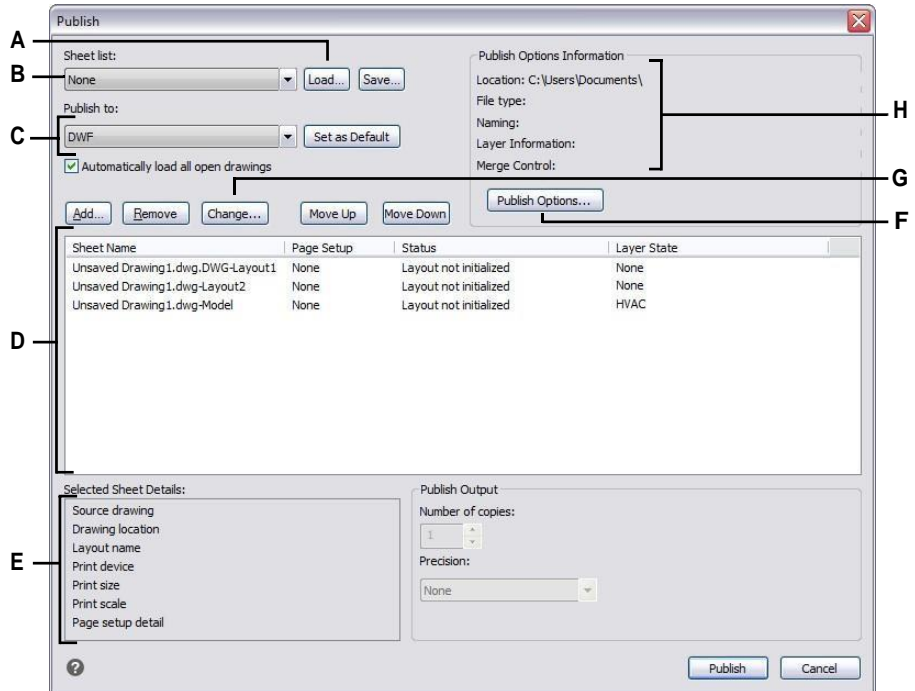 Publish
A
Sheet list:
Publish Options Information
B
None
Load...
Save...
Location: C:\Users\Documents\
File type:
H
Publish to:
Naming:
C
DWF
Set as Default
Layer Information:
Automatically load all open drawings
Merge Control:
G
Add...
Remove
Change...
Move Up
Move Down
Publish Options...
F
Sheet Name Page Setup Status Layer State
Unsaved Drawing1.dwg.DWG-Layout1 None Layout not initialized None
Unsaved Drawing1.dwg-Layout2 None Layout not initialized None
Unsaved Drawing1.dwg-Model None Layout not initialized HVAC
D
Selected Sheet Details:
Source drawing
Drawing location
Layout name
E
Print device
Print size
Print scale
Page setup detail
Publish Output
Number of copies:
1
Precision:
None
?
Publish
Cancel